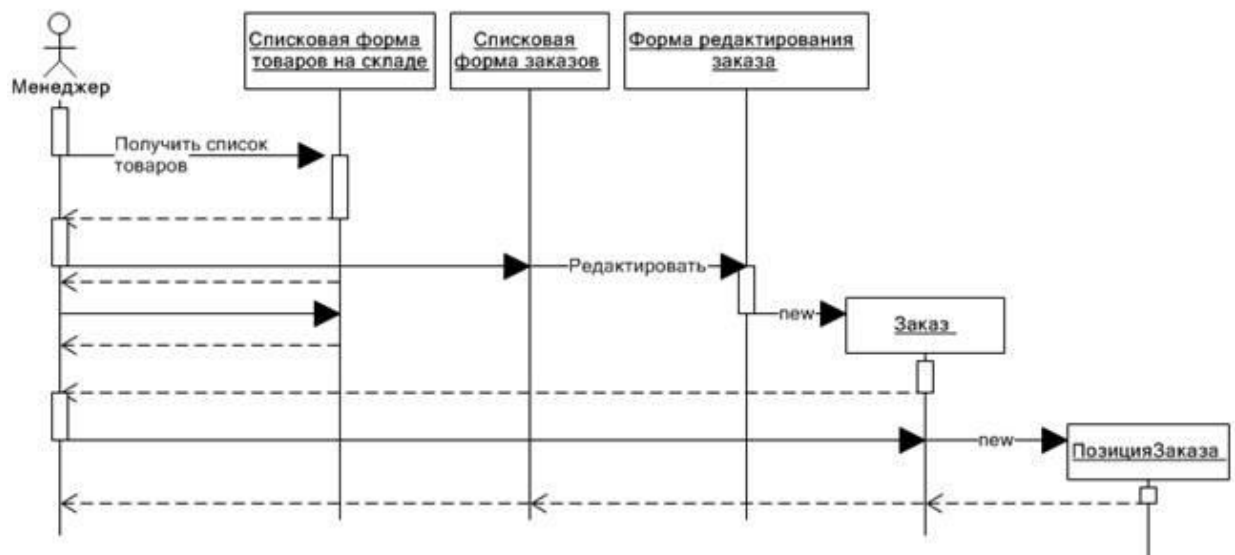 Менеджер
Списковая форма
товаров на складе
Списковая
форма заказов
Форма редактирования
заказа
Получить список
товаров
Редактировать
new
Заказ
new
ПозицияЗаказа